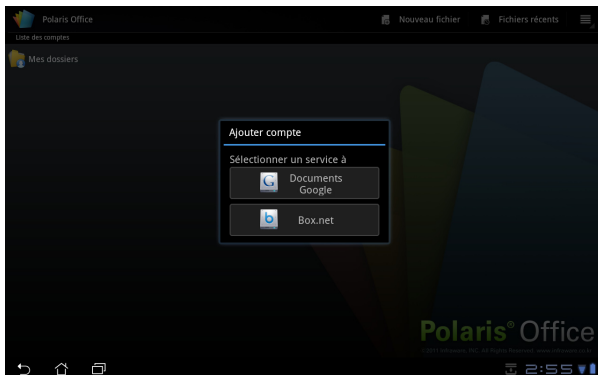 Polaris Office
Nouveau fichier
Fichiers récents
Liste des comptes
Mes dossiers
Ajouter compte
Sélectionner un service à
Documents
Google
Box.net
Polaris® Office
2:55